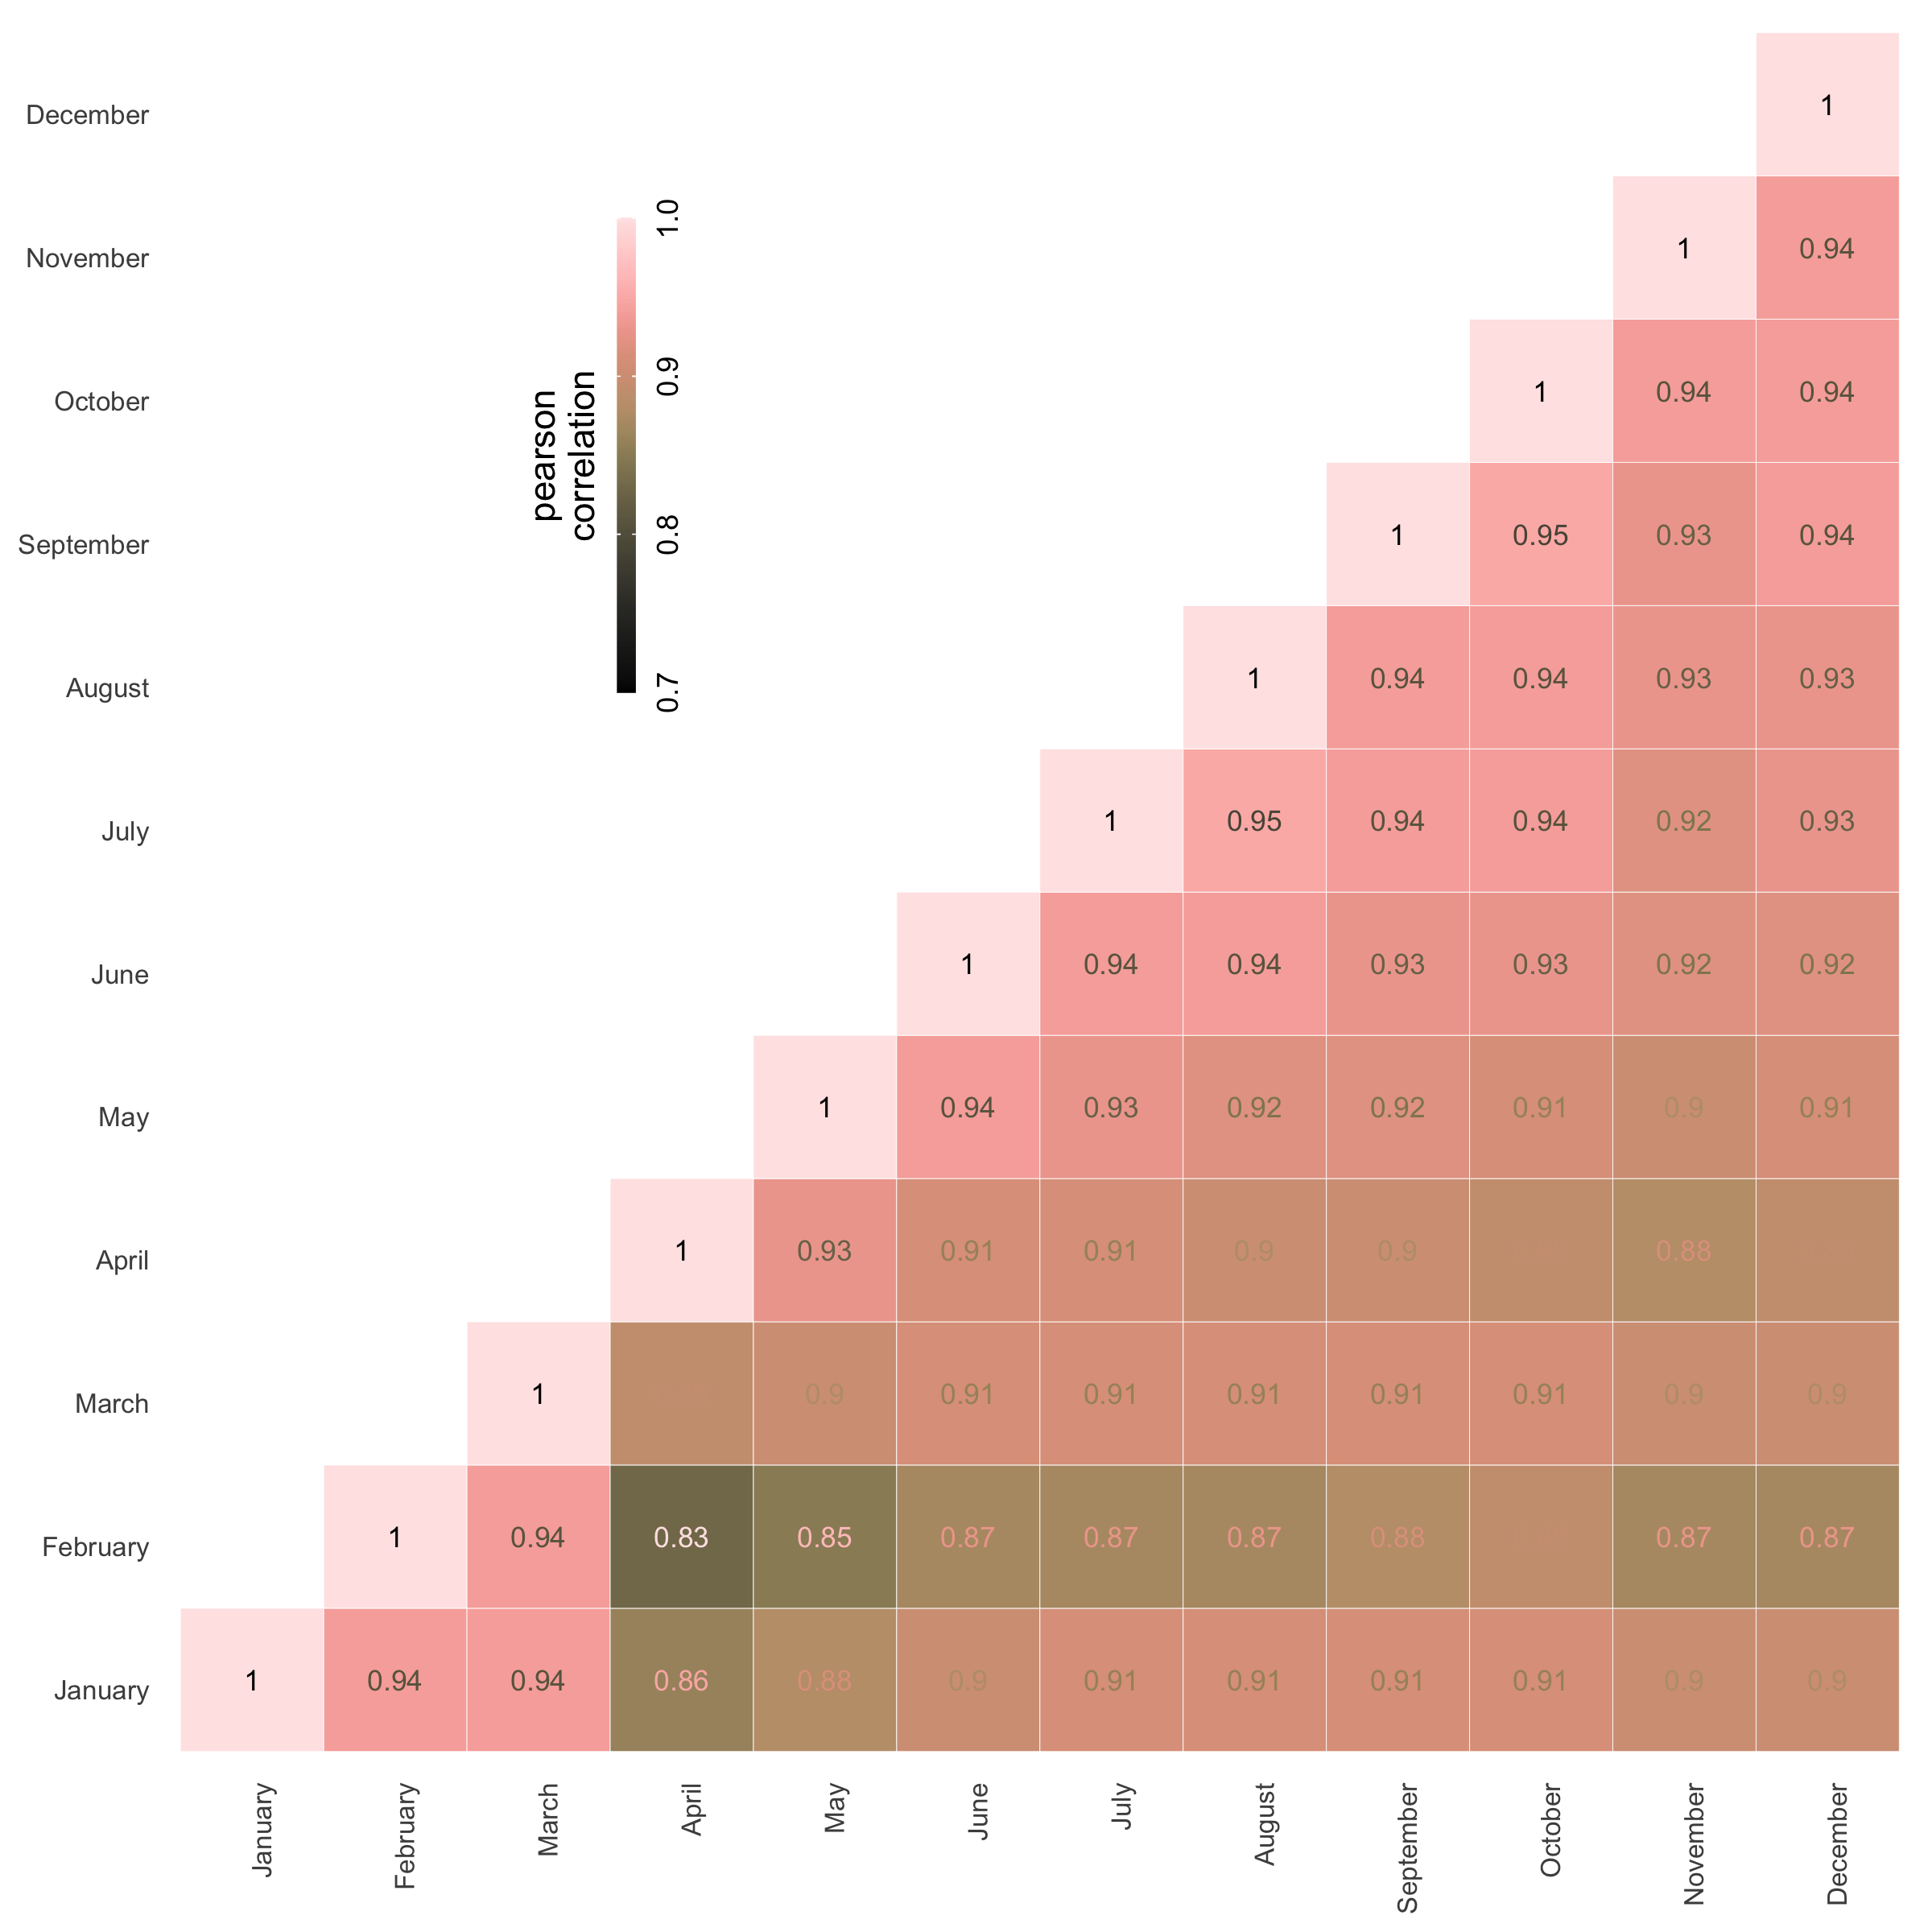 December 1
November 1 0.94
October 1 0.94 0.94
September 1 0.95 0.93 0.94
August 1 0.94 0.94 0.93 0.93
July 1 0.95 0.94 0.94 0.92 0.93
June 1 0.94 0.94 0.93 0.93 0.92 0.92
May 1 0.94 0.93 0.92 0.92 0.91 0.9 0.91
April 1 0.93 0.91 0.91 0.9 0.9 0.88
March 1 0.9 0.91 0.91 0.91 0.91 0.91 0.9 0.9
February 1 0.94 0.83 0.85 0.87 0.87 0.87 0.88 0.87 0.87
January 1 0.94 0.94 0.86 0.88 0.9 0.91 0.91 0.91 0.91 0.9 0.9
January February March April May June July August September October November December
pearson
correlation
0.7 0.8 0.9 1.0